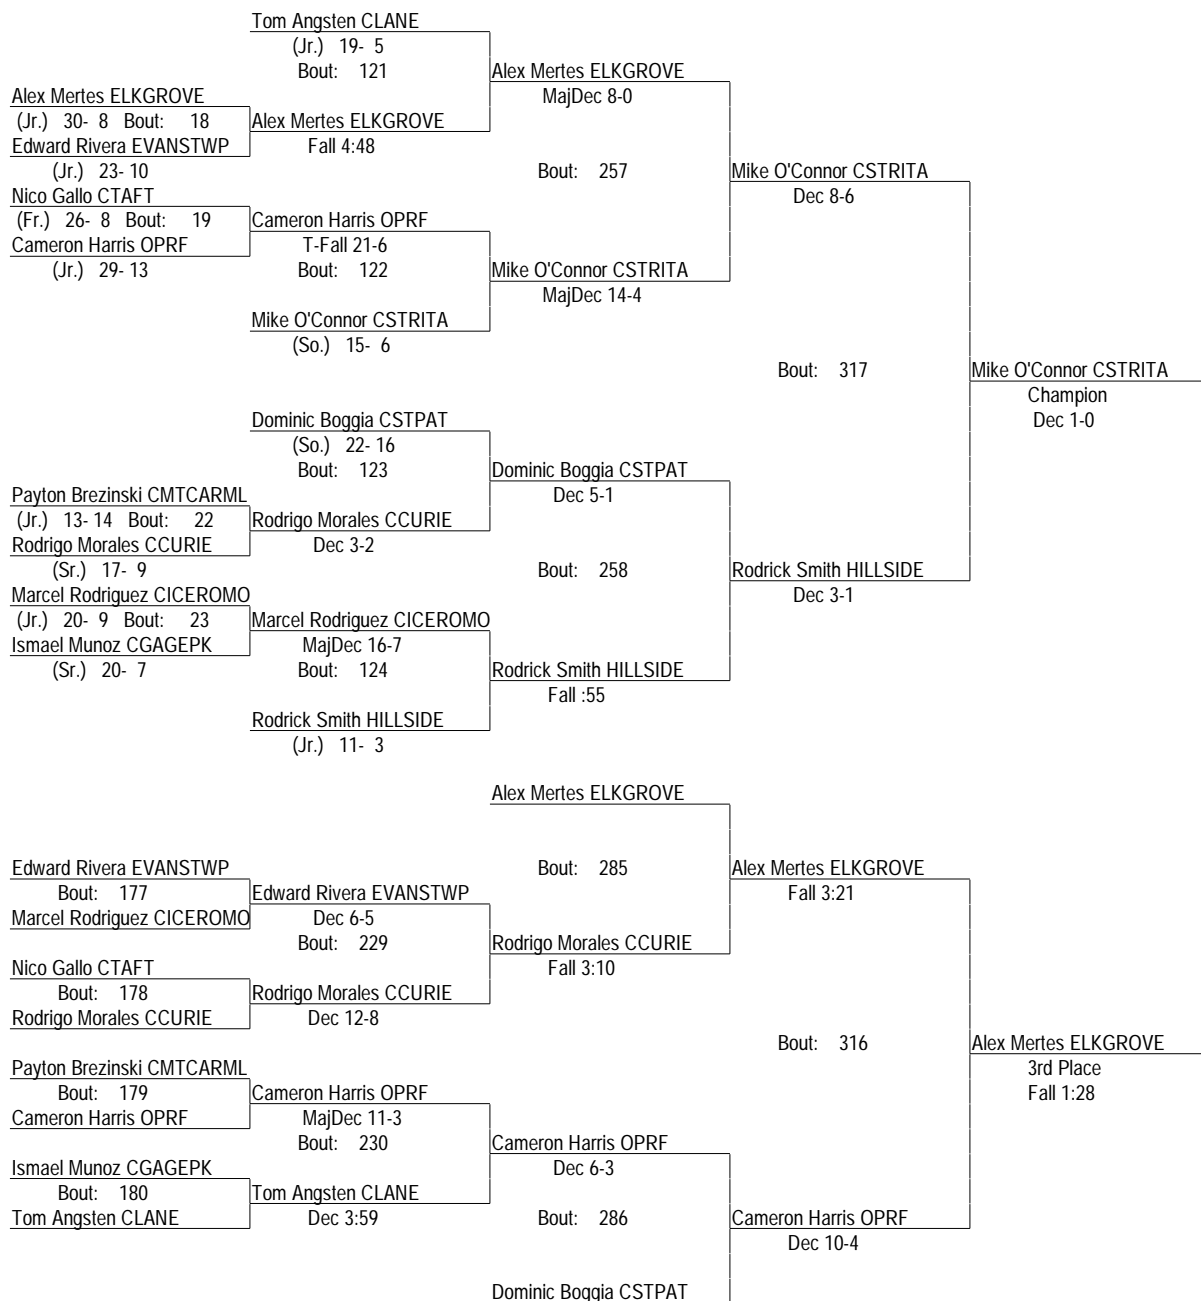 Tom Angsten CLANE
(Jr.) 19- 5
Bout: 121 Alex Mertes ELKGROVE
Alex Mertes ELKGROVE MajDec 8-0
(Jr.) 30- 8 Bout: 18 Alex Mertes ELKGROVE
Edward Rivera EVANSTWP Fall 4:48
(Jr.) 23- 10 Bout: 257 Mike O'Connor CSTRITA
Nico Gallo CTAFT Dec 8-6
(Fr.) 26- 8 Bout: 19 Cameron Harris OPRF
Cameron Harris OPRF T-Fall 21-6
(Jr.) 29- 13 Bout: 122 Mike O'Connor CSTRITA
MajDec 14-4
Mike O'Connor CSTRITA
(So.) 15- 6
Bout: 317 Mike O'Connor CSTRITA
Champion
Dominic Boggia CSTPAT Dec 1-0
(So.) 22- 16
Bout: 123 Dominic Boggia CSTPAT
Payton Brezinski CMTCARML Dec 5-1
(Jr.) 13- 14 Bout: 22 Rodrigo Morales CCURIE
Rodrigo Morales CCURIE Dec 3-2
(Sr.) 17- 9 Bout: 258 Rodrick Smith HILLSIDE
Marcel Rodriguez CICEROMO Dec 3-1
(Jr.) 20- 9 Bout: 23 Marcel Rodriguez CICEROMO
Ismael Munoz CGAGEPK MajDec 16-7
(Sr.) 20- 7 Bout: 124 Rodrick Smith HILLSIDE
Fall :55
Rodrick Smith HILLSIDE
(Jr.) 11- 3
Alex Mertes ELKGROVE
Edward Rivera EVANSTWP Bout: 285 Alex Mertes ELKGROVE
Bout: 177 Edward Rivera EVANSTWP Fall 3:21
Marcel Rodriguez CICEROMO Dec 6-5
Bout: 229 Rodrigo Morales CCURIE
Nico Gallo CTAFT Fall 3:10
Bout: 178 Rodrigo Morales CCURIE
Rodrigo Morales CCURIE Dec 12-8
Bout: 316 Alex Mertes ELKGROVE
Payton Brezinski CMTCARML 3rd Place
Bout: 179 Cameron Harris OPRF Fall 1:28
Cameron Harris OPRF MajDec 11-3
Bout: 230 Cameron Harris OPRF
Ismael Munoz CGAGEPK Dec 6-3
Bout: 180 Tom Angsten CLANE
Tom Angsten CLANE Dec 3:59 Bout: 286 Cameron Harris OPRF
Dec 10-4
Dominic Boggia CSTPAT